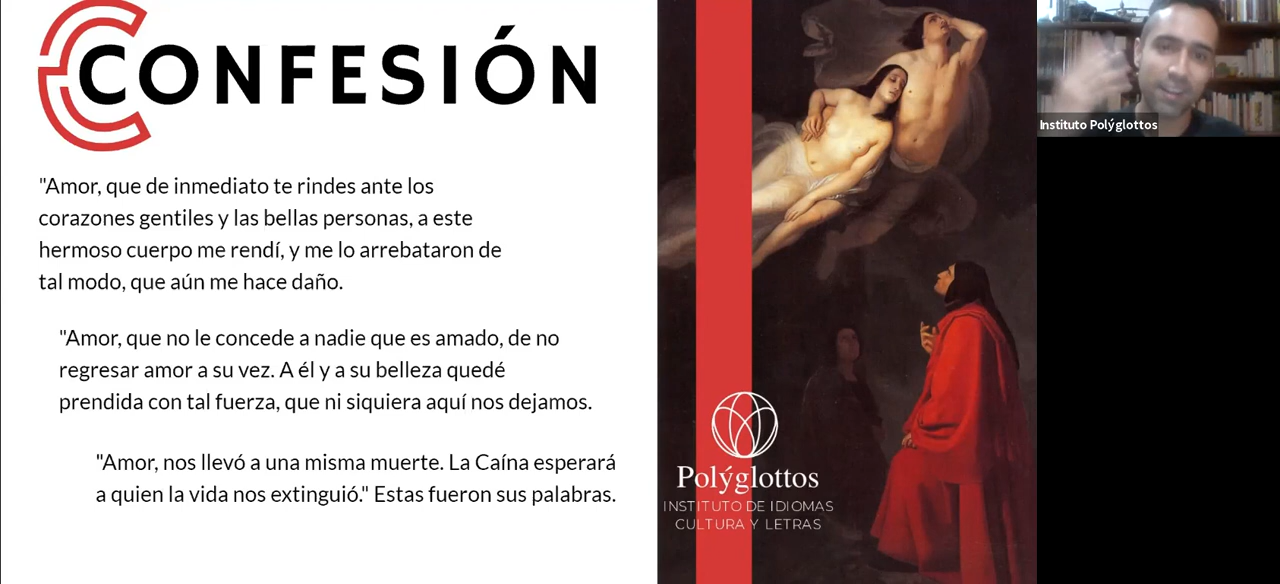 CONFESIÓN
"Amor, que de inmediato te rindes ante los
corazones gentiles y las bellas personas, a este
hermoso cuerpo me rendí, y me lo arrebataron de
tal modo, que aún me hace daño.
"Amor, que no le concede a nadie que es amado, de no
regresar amor a su vez. A él y a su belleza quedé
prendida con tal fuerza, que ni siquiera aquí nos dejamos.
"Amor, nos llevó a una misma muerte. La Caína esperará
a quien la vida nos extinguió." Estas fueron sus palabras.
Polýglottos
INSTITUTO DE IDIOMAS
CULTURA Y LETRAS
Instituto Polýglottos